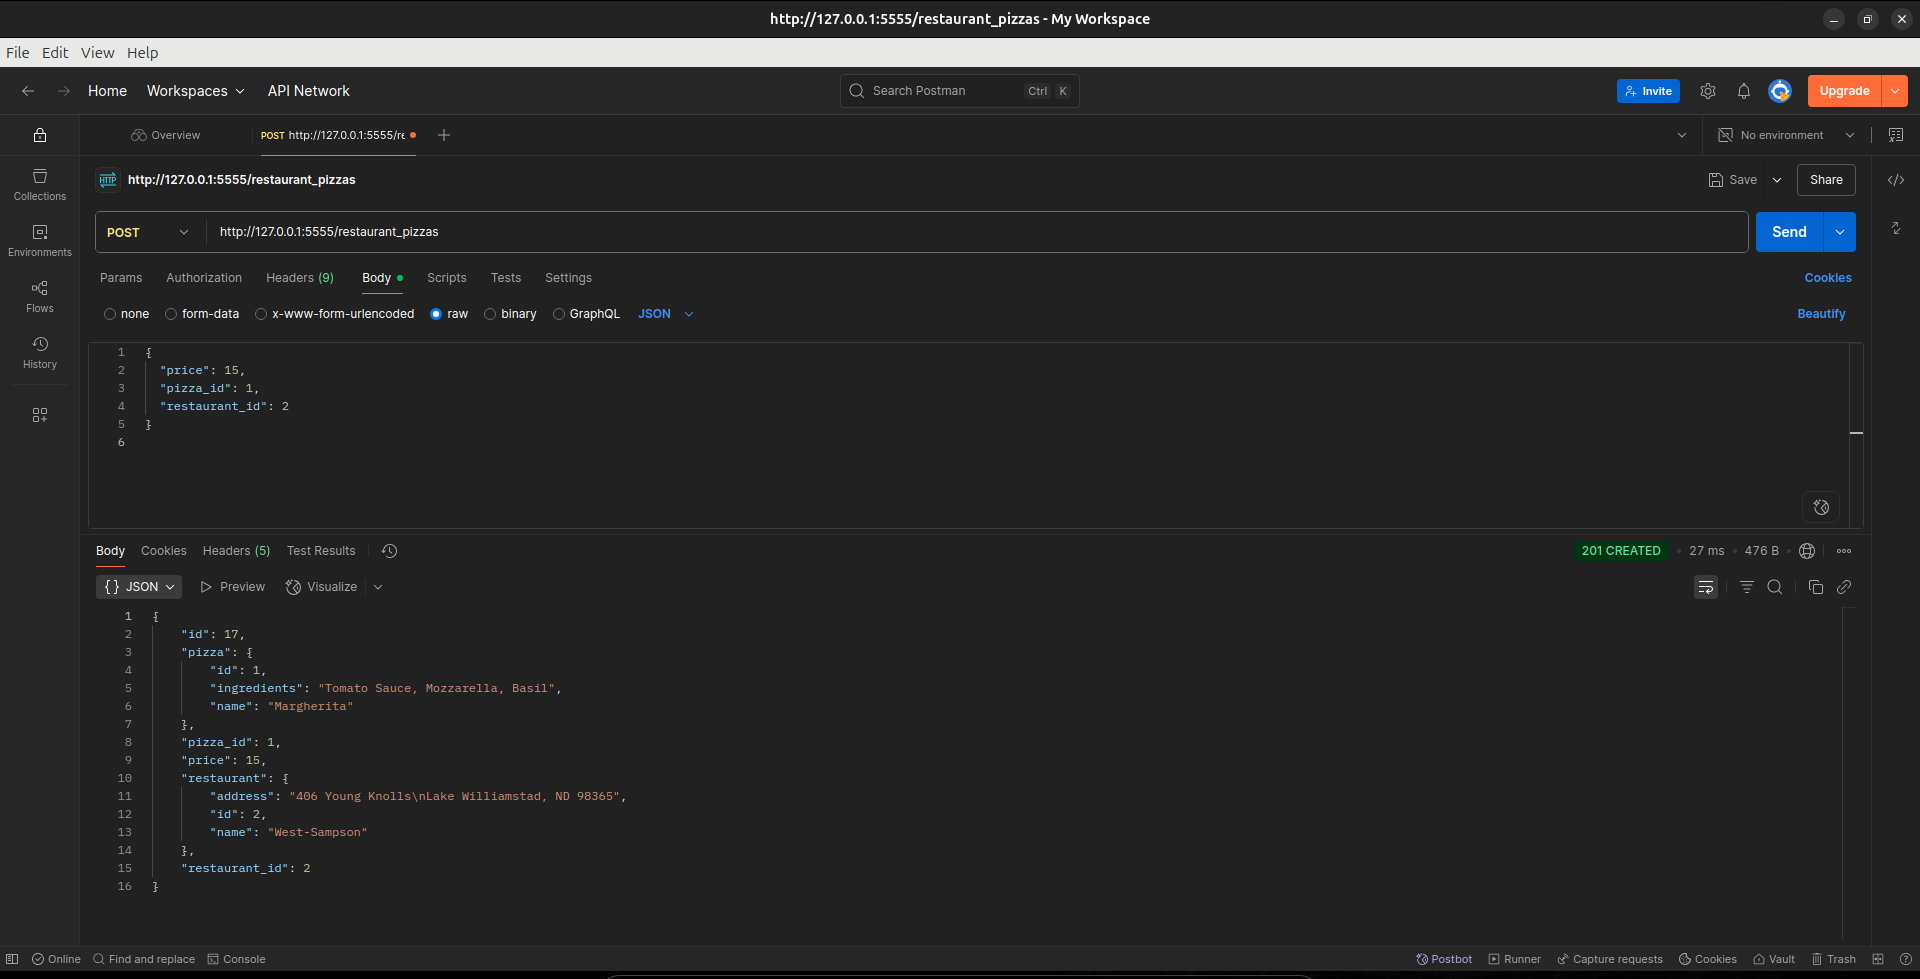 http://127.0.0.1:5555/restaurant_pizzas - My Workspace
File Edit View Help
Home Workspaces API Network Search Postman Ctrl K Invite Upgrade
Overview POST http://127.0.0.1:5555/re No environment
HTTP http://127.0.0.1:5555/restaurant_pizzas Save Share
Collections
Environments
Flows
History
POST http://127.0.0.1:5555/restaurant_pizzas Send
Params Authorization Headers (9) Body Scripts Tests Settings Cookies
none form-data x-www-form-urlencoded raw binary GraphQL JSON Beautify
1 {
2 "price": 15,
3 "pizza_id": 1,
4 "restaurant_id": 2
5 }
6
Body Cookies Headers (5) Test Results 201 CREATED 27 ms 476 B
{} JSON Preview Visualize
1 {
2 "id": 17,
3 "pizza": {
4 "id": 1,
5 "ingredients": "Tomato Sauce, Mozzarella, Basil",
6 "name": "Margherita"
7 },
8 "pizza_id": 1,
9 "price": 15,
10 "restaurant": {
11 "address": "406 Young Knolls\nLake Williamstad, ND 98365",
12 "id": 2,
13 "name": "West-Sampson"
14 },
15 "restaurant_id": 2
16 }
Online Find and replace Console Postbot Runner Capture requests Cookies Vault Trash